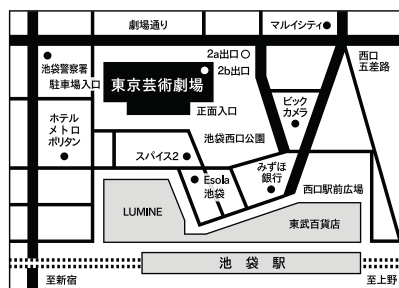 劇場通り
マルイシティ
2a出口
2b出口
西口
五差路
池袋警察署
駐車場入口
東京芸術劇場
正面入口
ホテル
メトロ
ポリタン
スパイス2
池袋西口公園
ビック
カメラ
Esola
池袋
みずほ
銀行
西口駅前広場
LUMINE
東武百貨店
池袋駅
至新宿
至上野